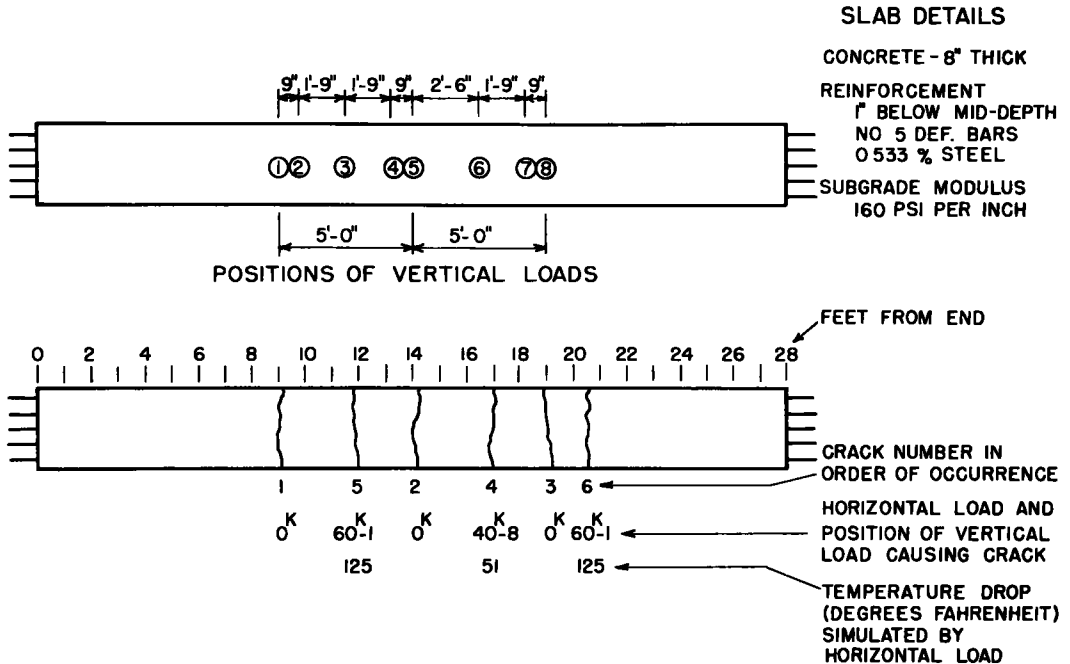 SLAB DETAILS
CONCRETE - 8" THICK
REINFORCEMENT
1" BELOW MID-DEPTH
NO 5 DEF. BARS
0 533 % STEEL
SUBGRADE MODULUS
160 PSI PER INCH
9" 1'-9" 1'-9" 9" 2'-6" 1'-9" 9"
1 2 3 4 5 6 7 8
5'-0" 5'-0"
POSITIONS OF VERTICAL LOADS
FEET FROM END
0 2 4 6 8 10 12 14 16 18 20 22 24 26 28
1 5 2 4 3 6
CRACK NUMBER IN
ORDER OF OCCURRENCE
0K 60K-1 0K 40K-8 0K 60K-1
HORIZONTAL LOAD AND
POSITION OF VERTICAL
LOAD CAUSING CRACK
125 51 125
TEMPERATURE DROP
(DEGREES FAHRENHEIT)
SIMULATED BY
HORIZONTAL LOAD